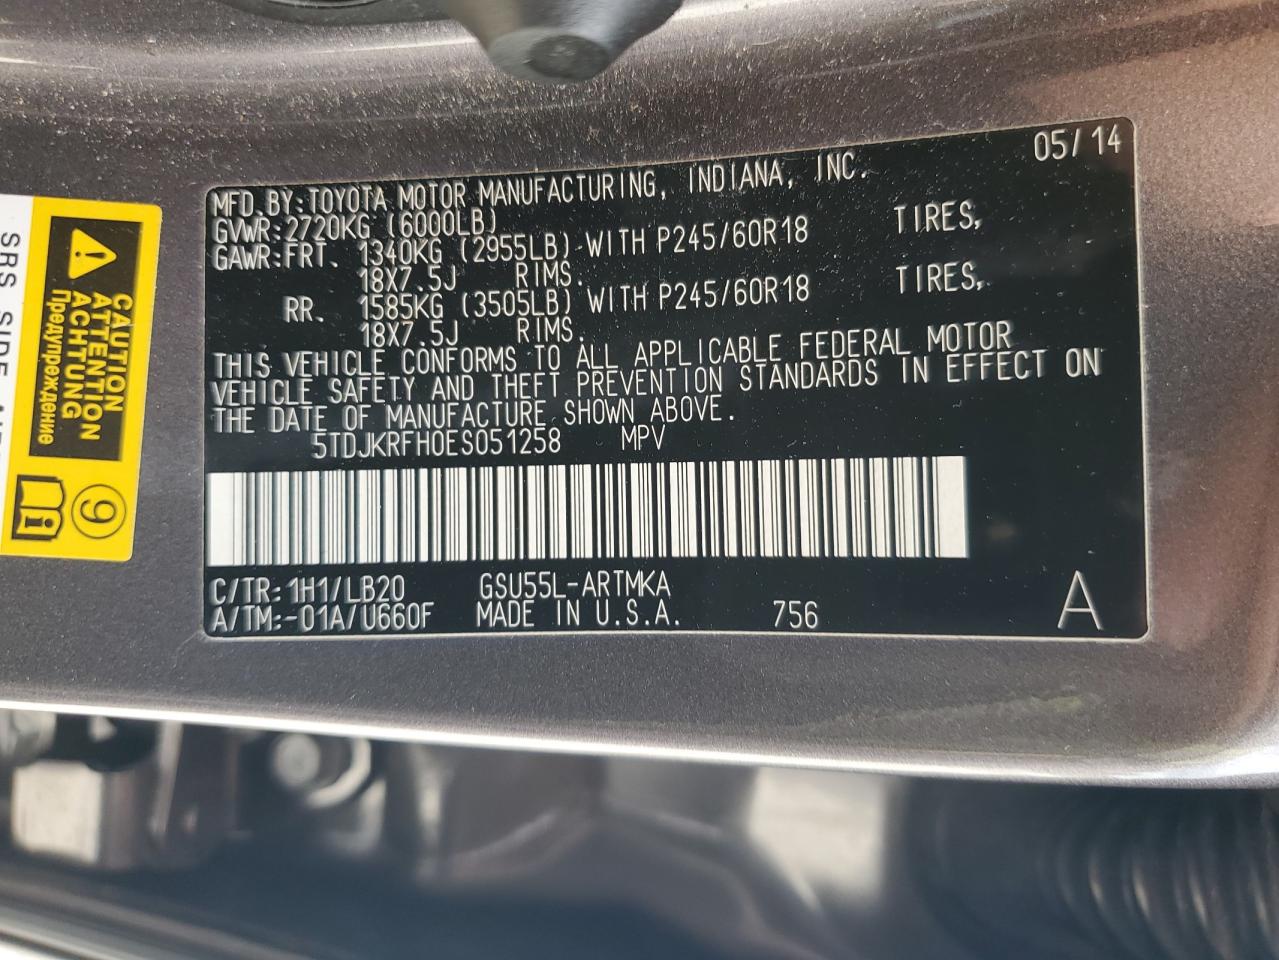 05/14
MFD.BY:TOYOTA MOTOR MANUFACTURING, INDIANA, INC.
GVWR:2720KG (6000LB)
GAWR:FRT. 1340KG (2955LB) WITH P245/60R18 TIRES,
18X7.5J RIMS.
RR. 1585KG (3505LB) WITH P245/60R18 TIRES,
18X7.5J RIMS.
THIS VEHICLE CONFORMS TO ALL APPLICABLE FEDERAL MOTOR
VEHICLE SAFETY AND THEFT PREVENTION STANDARDS IN EFFECT ON
THE DATE OF MANUFACTURE SHOWN ABOVE.
5TDJKRFH0ES051258 MPV
C/TR:1H1/LB20 GSU55L-ARTMKA
A/TM:-01A/U660F MADE IN U.S.A. 756 A
CAUTION
ATTENTION
ACHTUNG
Предупреждение
9
i
SRS SIDE